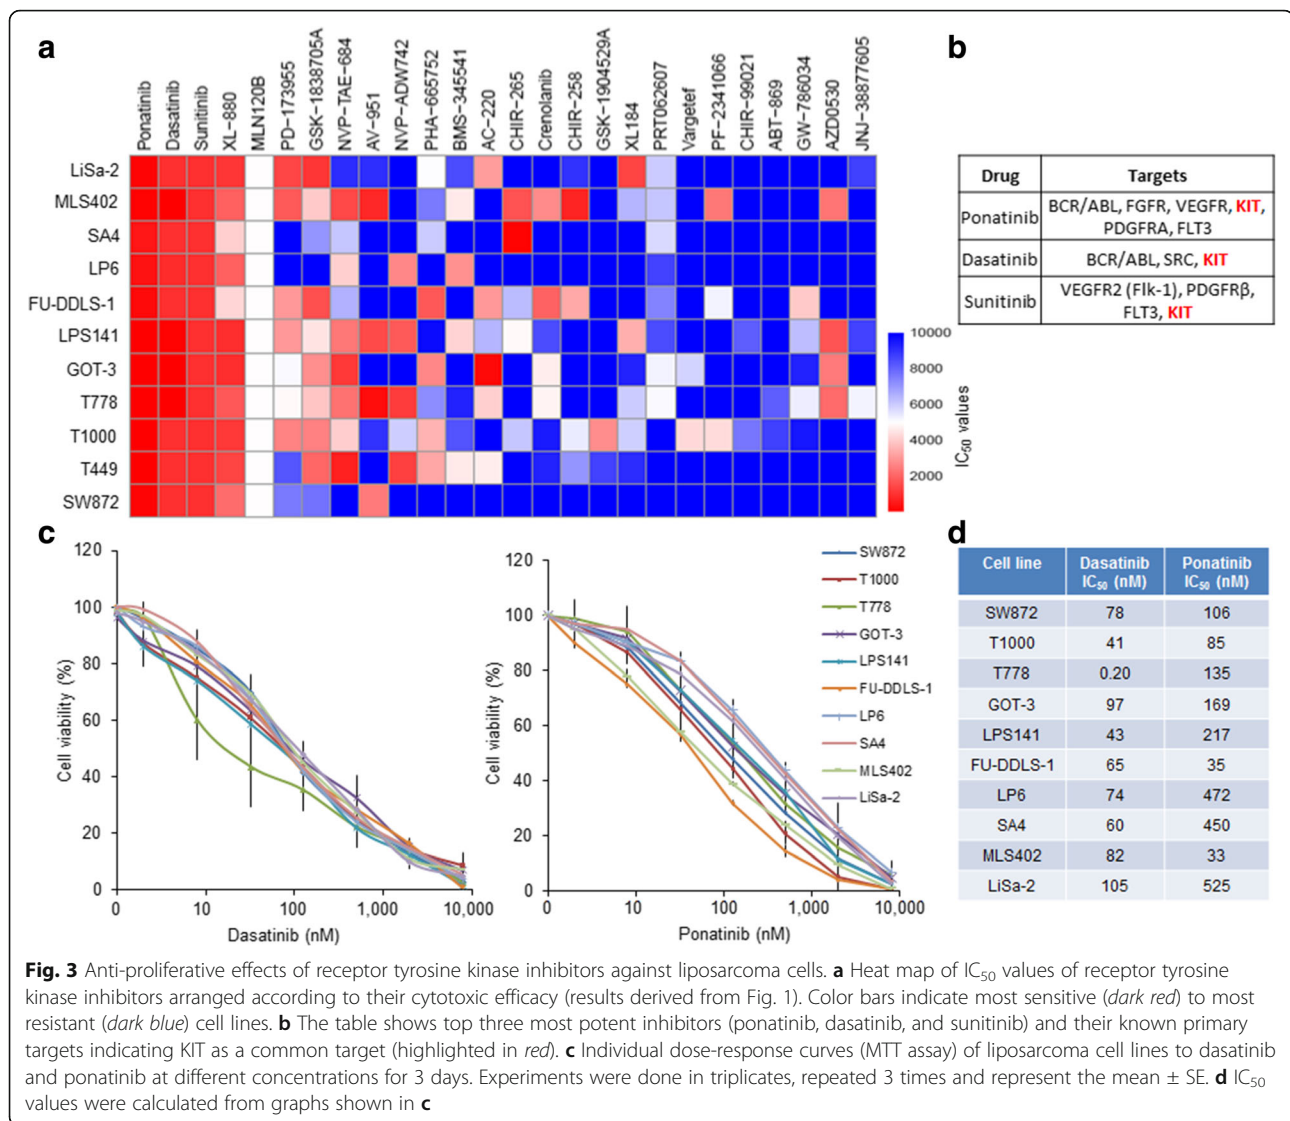 a
Ponatinib
Dasatinib
Sunitinib
XL-880
MLN120B
PD-173955
GSK-1838705A
NVP-TAE-684
AV-951
NVP-ADW742
PHA-665752
BMS-345541
AC-220
CHIR-265
Crenolanib
CHIR-258
GSK-1904529A
XL184
PRT062607
Vargetef
PF-2341066
CHIR-99021
ABT-869
GW-786034
AZD0530
JNJ-38877605
LiSa-2
MLS402
SA4
LP6
FU-DDLS-1
LPS141
GOT-3
T778
T1000
T449
SW872
10000
8000
6000
4000
2000
IC50 values
b
Drug Targets
Ponatinib BCR/ABL, FGFR, VEGFR, KIT,
PDGFRA, FLT3
Dasatinib BCR/ABL, SRC, KIT
Sunitinib VEGFR2 (Flk-1), PDGFRβ,
FLT3, KIT
c
120
100
80
60
40
20
0
Cell viability (%)
0 10 100 1,000 10,000
Dasatinib (nM)
120
100
80
60
40
20
0
Cell viability (%)
0 10 100 1,000 10,000
Ponatinib (nM)
SW872
T1000
T778
GOT-3
LPS141
FU-DDLS-1
LP6
SA4
MLS402
LiSa-2
d
Cell line Dasatinib IC50 (nM) Ponatinib IC50 (nM)
SW872 78 106
T1000 41 85
T778 0.20 135
GOT-3 97 169
LPS141 43 217
FU-DDLS-1 65 35
LP6 74 472
SA4 60 450
MLS402 82 33
LiSa-2 105 525
Fig. 3 Anti-proliferative effects of receptor tyrosine kinase inhibitors against liposarcoma cells. a Heat map of IC50 values of receptor tyrosine
kinase inhibitors arranged according to their cytotoxic efficacy (results derived from Fig. 1). Color bars indicate most sensitive (dark red) to most
resistant (dark blue) cell lines. b The table shows top three most potent inhibitors (ponatinib, dasatinib, and sunitinib) and their known primary
targets indicating KIT as a common target (highlighted in red). c Individual dose-response curves (MTT assay) of liposarcoma cell lines to dasatinib
and ponatinib at different concentrations for 3 days. Experiments were done in triplicates, repeated 3 times and represent the mean ± SE. d IC50
values were calculated from graphs shown in c